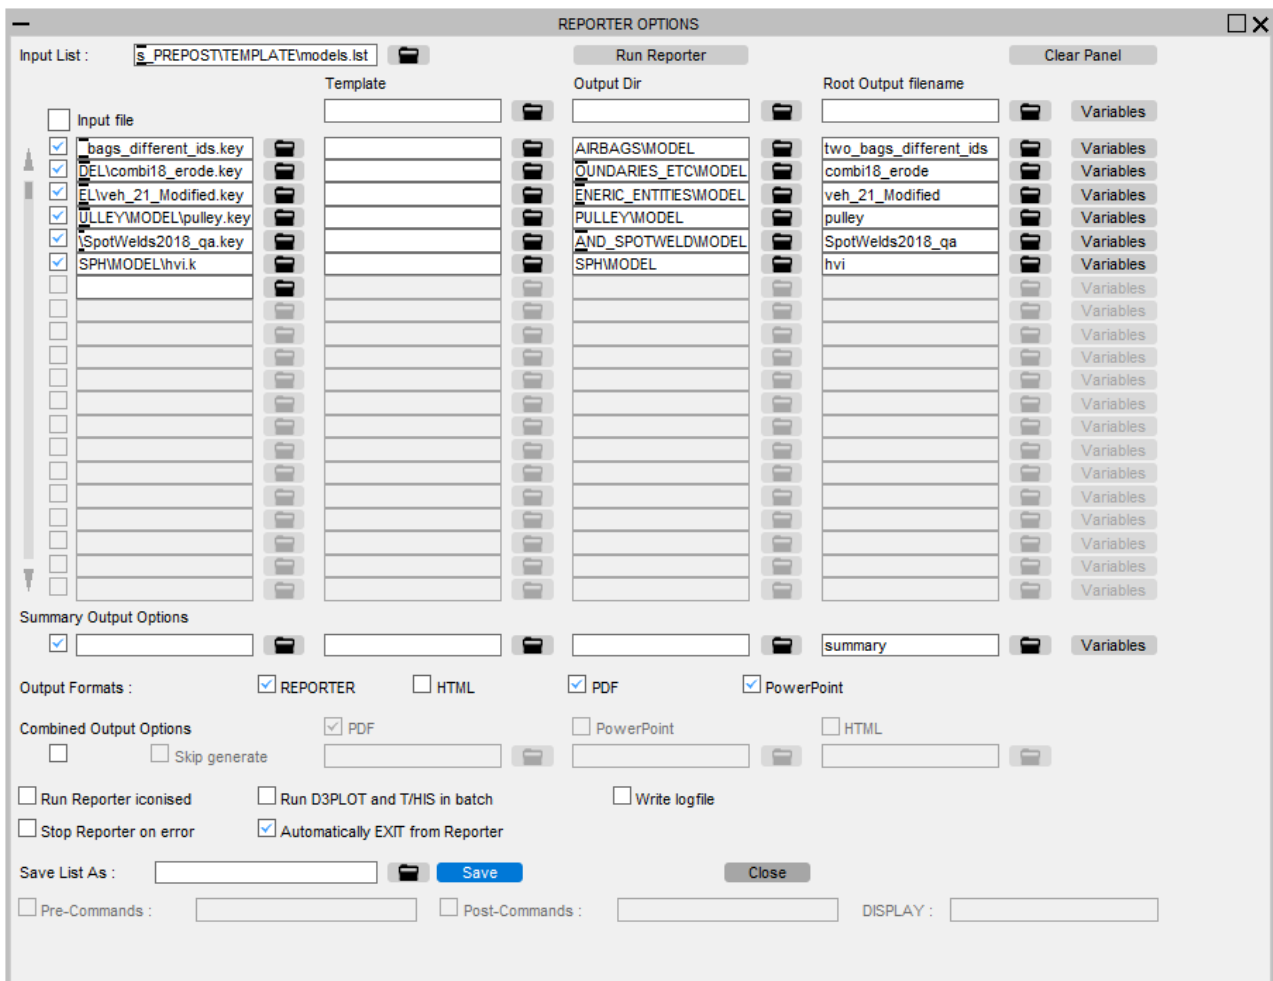 REPORTER OPTIONS
Input List : s_PREPOST\TEMPLATE\models.lst Run Reporter Clear Panel
Template Output Dir Root Output filename
Input file Variables
_bags_different_ids.key AIRBAGS\MODEL two_bags_different_ids Variables
DEL\combi18_erode.key OUNDARIES_ETC\MODEL combi18_erode Variables
EL\veh_21_Modified.key ENERIC_ENTITIES\MODEL veh_21_Modified Variables
ULLEY\MODEL\pulley.key PULLEY\MODEL pulley Variables
\SpotWelds2018_qa.key AND_SPOTWELD\MODEL SpotWelds2018_qa Variables
SPH\MODEL\hvi.k SPH\MODEL hvi Variables
Variables
Variables
Variables
Variables
Variables
Variables
Variables
Variables
Variables
Variables
Variables
Variables
Variables
Variables
Summary Output Options
summary Variables
Output Formats : REPORTER HTML PDF PowerPoint
Combined Output Options PDF PowerPoint HTML
Skip generate
Run Reporter iconised Run D3PLOT and T/HIS in batch Write logfile
Stop Reporter on error Automatically EXIT from Reporter
Save List As : Save Close
Pre-Commands : Post-Commands : DISPLAY :